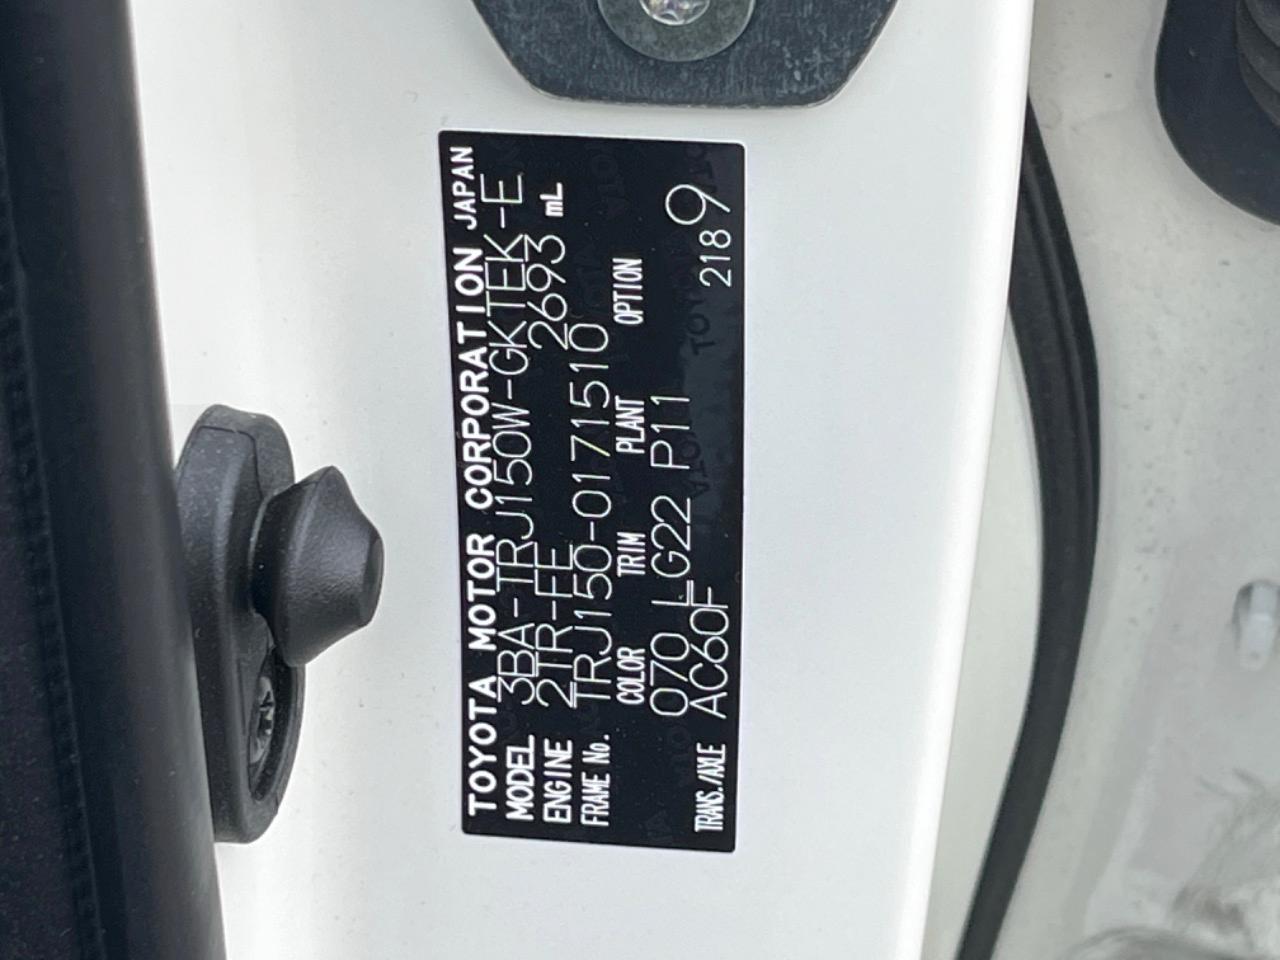 TOYOTA MOTOR CORPORATION JAPAN
MODEL 3BA-TRJ150W-GKTEK-E
ENGINE 2TR-FE 2693 mL
FRAME No. TRJ150-0171510
COLOR TRIM PLANT OPTION
070 LG22 P11
TRANS./AXLE AC60F 2189